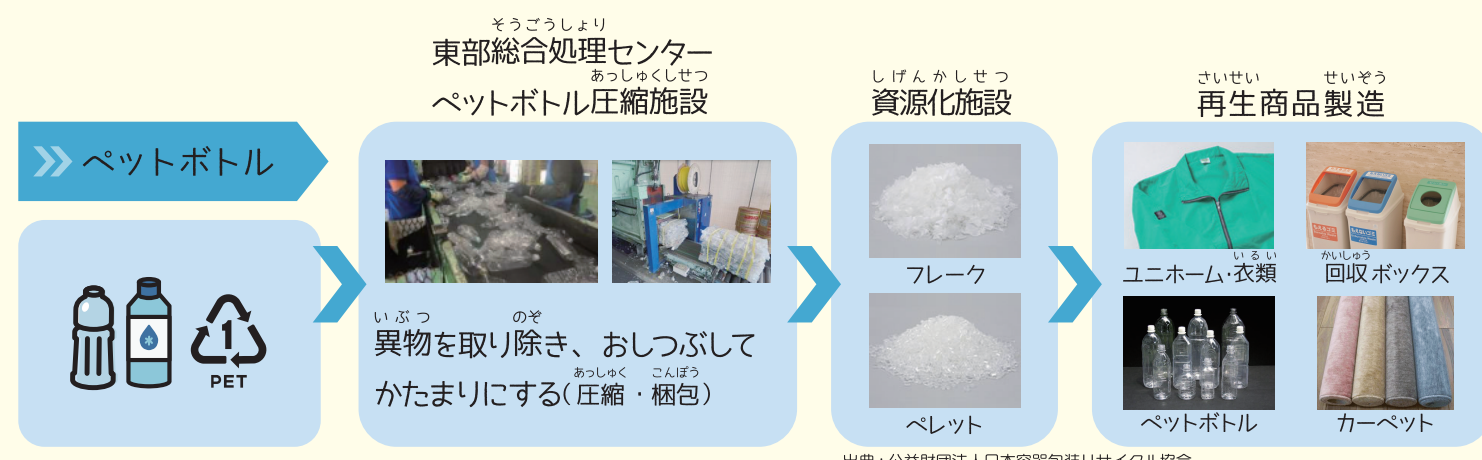 そうごうしょり
東部総合処理センター
あっしゅくしせつ
ペットボトル圧縮施設
しげんかしせつ
資源化施設
さいせい せいぞう
再生商品製造
ペットボトル
1
PET
いぶつ のぞ
異物を取り除き、おしつぶして
あっしゅく こんぽう
かたまりにする(圧縮・梱包)
フレーク
ペレット
いるい
ユニホーム・衣類
かいしゅう
回収ボックス
ペットボトル
カーペット